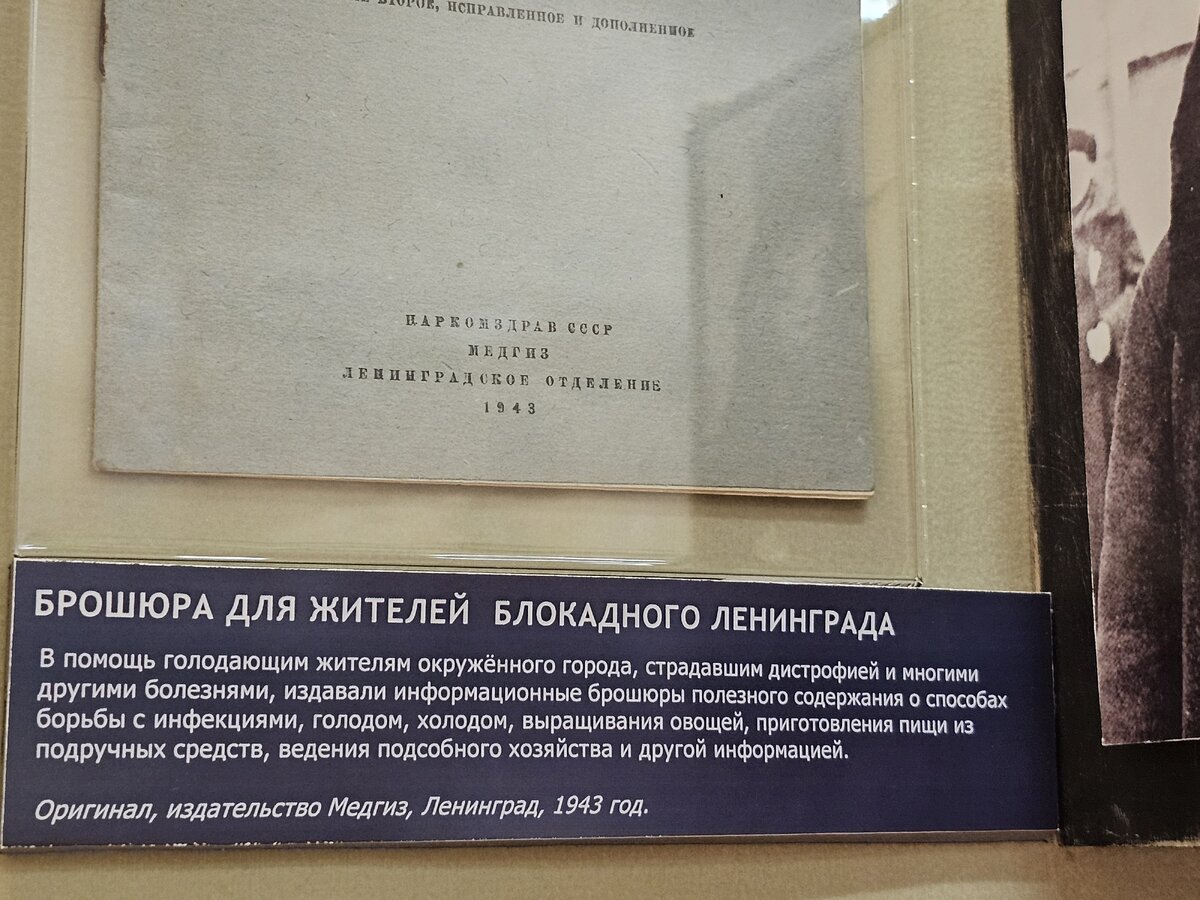 ВТОРОЕ, ИСПРАВЛЕННОЕ И ДОПОЛНЕННОЕ
НАРКОМЗДРАВ СССР
МЕДГИЗ
ЛЕНИНГРАДСКОЕ ОТДЕЛЕНИЕ
1943
БРОШЮРА ДЛЯ ЖИТЕЛЕЙ БЛОКАДНОГО ЛЕНИНГРАДА
В помощь голодающим жителям окружённого города, страдавшим дистрофией и многими
другими болезнями, издавали информационные брошюры полезного содержания о способах
борьбы с инфекциями, голодом, холодом, выращивания овощей, приготовления пищи из
подручных средств, ведения подсобного хозяйства и другой информацией.
Оригинал, издательство Медгиз, Ленинград, 1943 год.